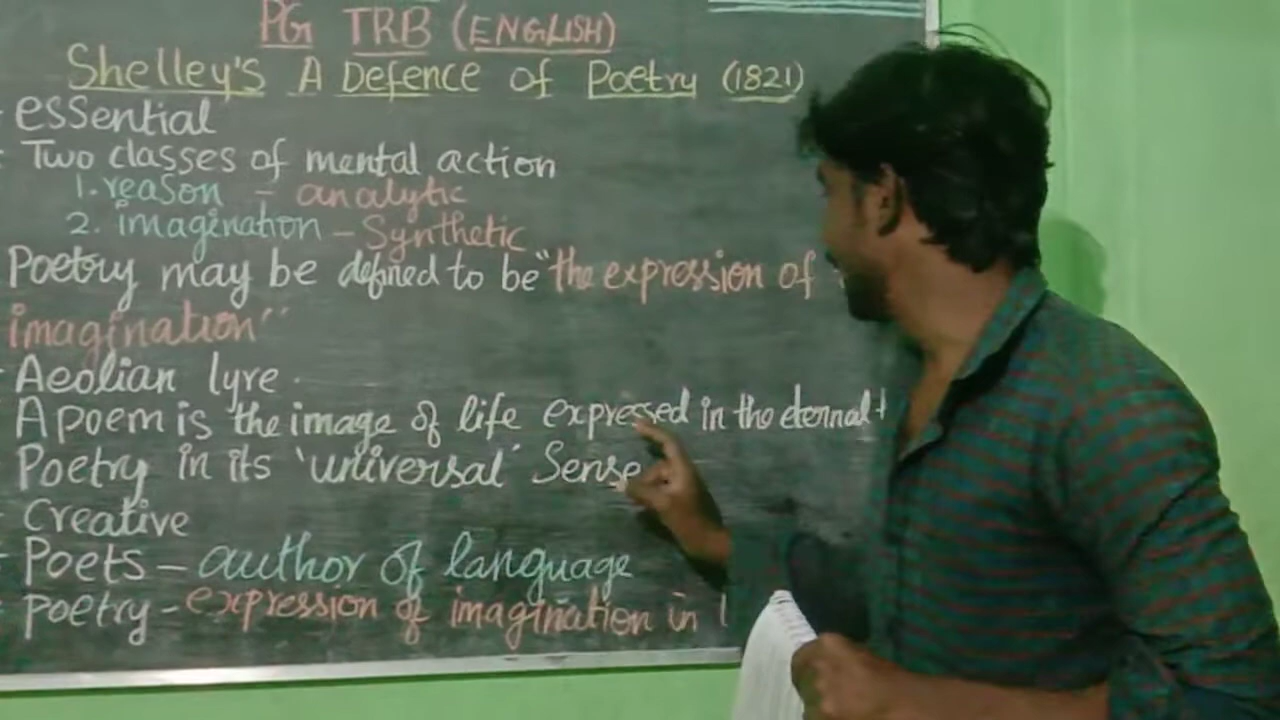 PG TRB (ENGLISH)
Shelley's A Defence of Poetry (1821)
essential
Two classes of mental action
1. reason - analytic
2. imagination - Synthetic
Poetry may be defined to be "the expression of
imagination"
Aeolian lyre.
A poem is the image of life expressed in the eternal t
Poetry in its 'universal' Sense
Creative
Poets - author of language
Poetry - expression of imagination in l